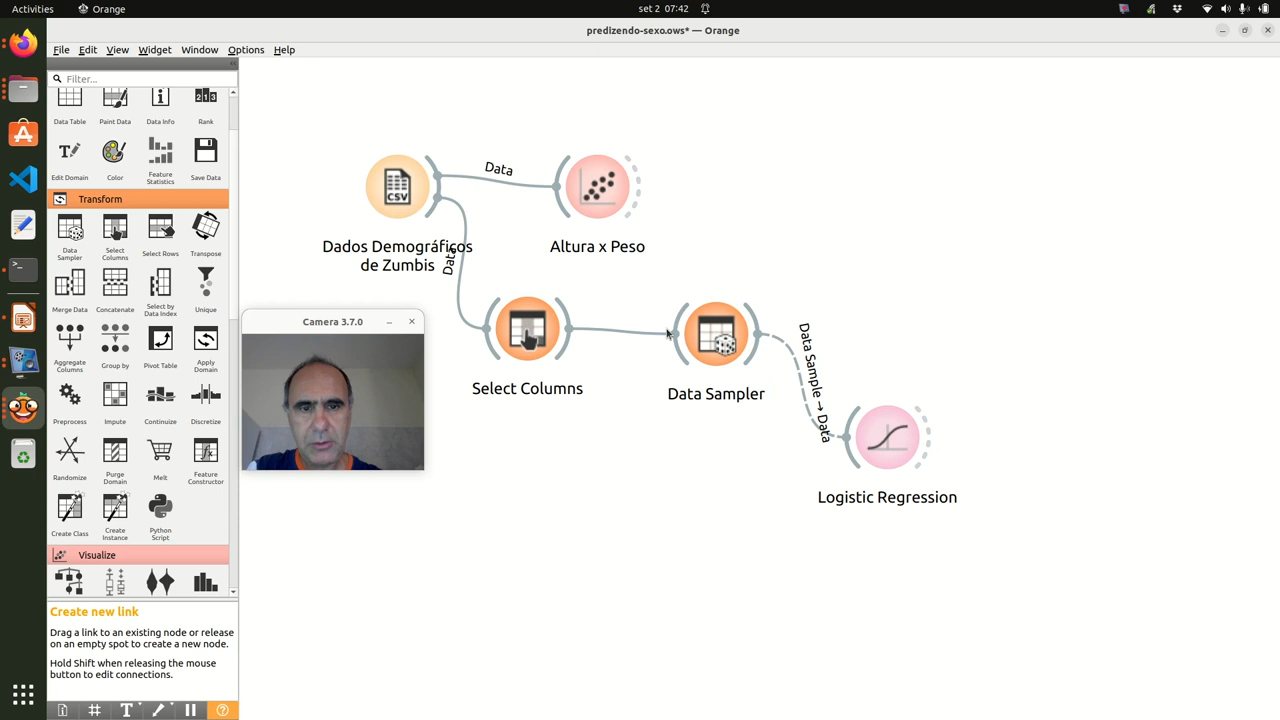 Activities
Orange
set 2 07:42
predizendo-sexo.ows* — Orange
File Edit View Widget Window Options Help
Filter...
Data Table Paint Data Data Info Rank
Edit Domain Color Feature Statistics Save Data
Transform
Data Sampler Select Columns Select Rows Transpose
Merge Data Concatenate Select by Data Index Unique
Aggregate Columns Group by Pivot Table Apply Domain
Preprocess Impute Continuize Discretize
Randomize Purge Domain Melt Feature Constructor
Create Class Create Instance Python Script
Visualize
Create new link
Drag a link to an existing node or release
on an empty spot to create a new node.
Hold Shift when releasing the mouse
button to edit connections.
Data
CSV
Dados Demográficos
de Zumbis
Altura x Peso
Data
Camera 3.7.0
Select Columns
Data Sampler
Data Sample → Data
Logistic Regression